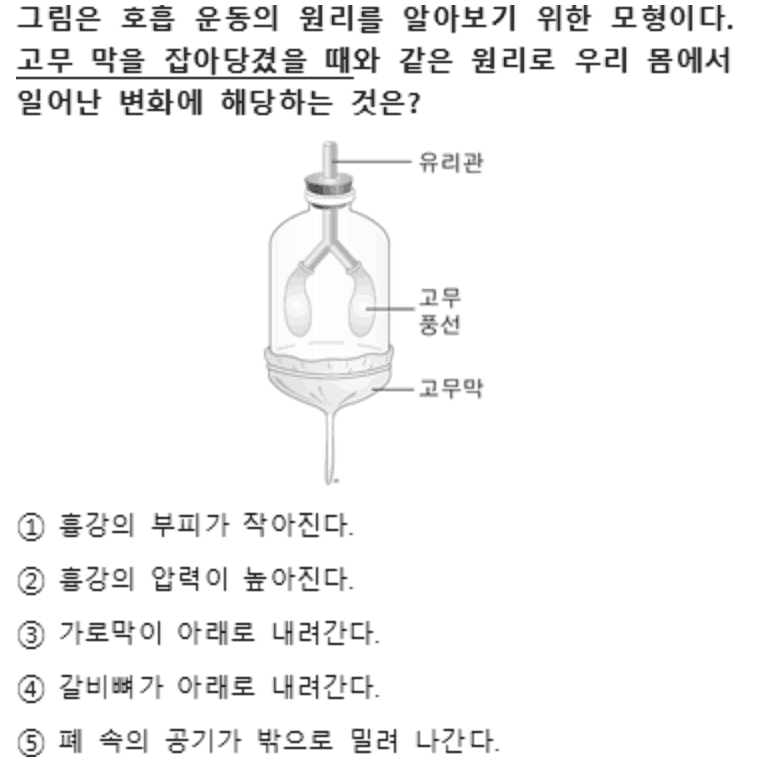 그림은 호흡 운동의 원리를 알아보기 위한 모형이다.
고무 막을 잡아당겼을 때와 같은 원리로 우리 몸에서
일어난 변화에 해당하는 것은?
유리관
고무
풍선
고무막
① 흉강의 부피가 작아진다.
② 흉강의 압력이 높아진다.
③ 가로막이 아래로 내려간다.
④ 갈비뼈가 아래로 내려간다.
⑤ 폐 속의 공기가 밖으로 밀려 나간다.